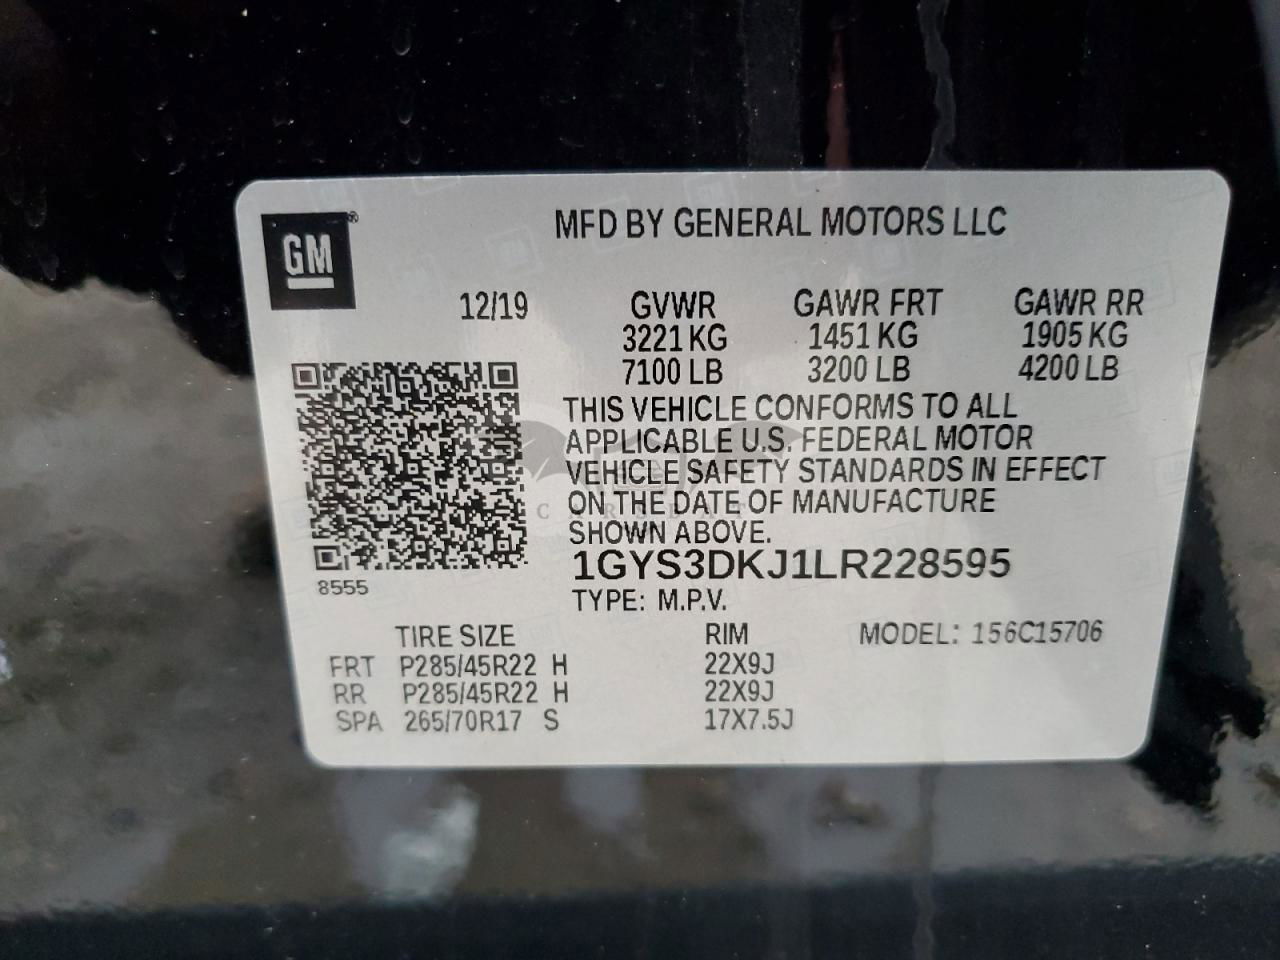 GM®
MFD BY GENERAL MOTORS LLC
12/19 GVWR GAWR FRT GAWR RR
3221 KG 1451 KG 1905 KG
7100 LB 3200 LB 4200 LB
THIS VEHICLE CONFORMS TO ALL
APPLICABLE U.S. FEDERAL MOTOR
VEHICLE SAFETY STANDARDS IN EFFECT
ON THE DATE OF MANUFACTURE
SHOWN ABOVE.
1GYS3DKJ1LR228595
8555
TYPE: M.P.V.
TIRE SIZE RIM MODEL: 156C15706
FRT P285/45R22 H 22X9J
RR P285/45R22 H 22X9J
SPA 265/70R17 S 17X7.5J